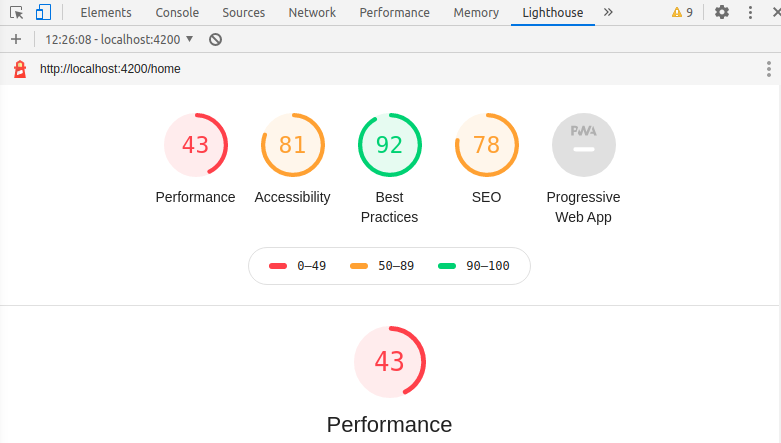 Elements Console Sources Network Performance Memory Lighthouse » 9
12:26:08 - localhost:4200
http://localhost:4200/home
43 81 92 78 PWA
Performance Accessibility Best Practices SEO Progressive Web App
0–49 50–89 90–100
43
Performance